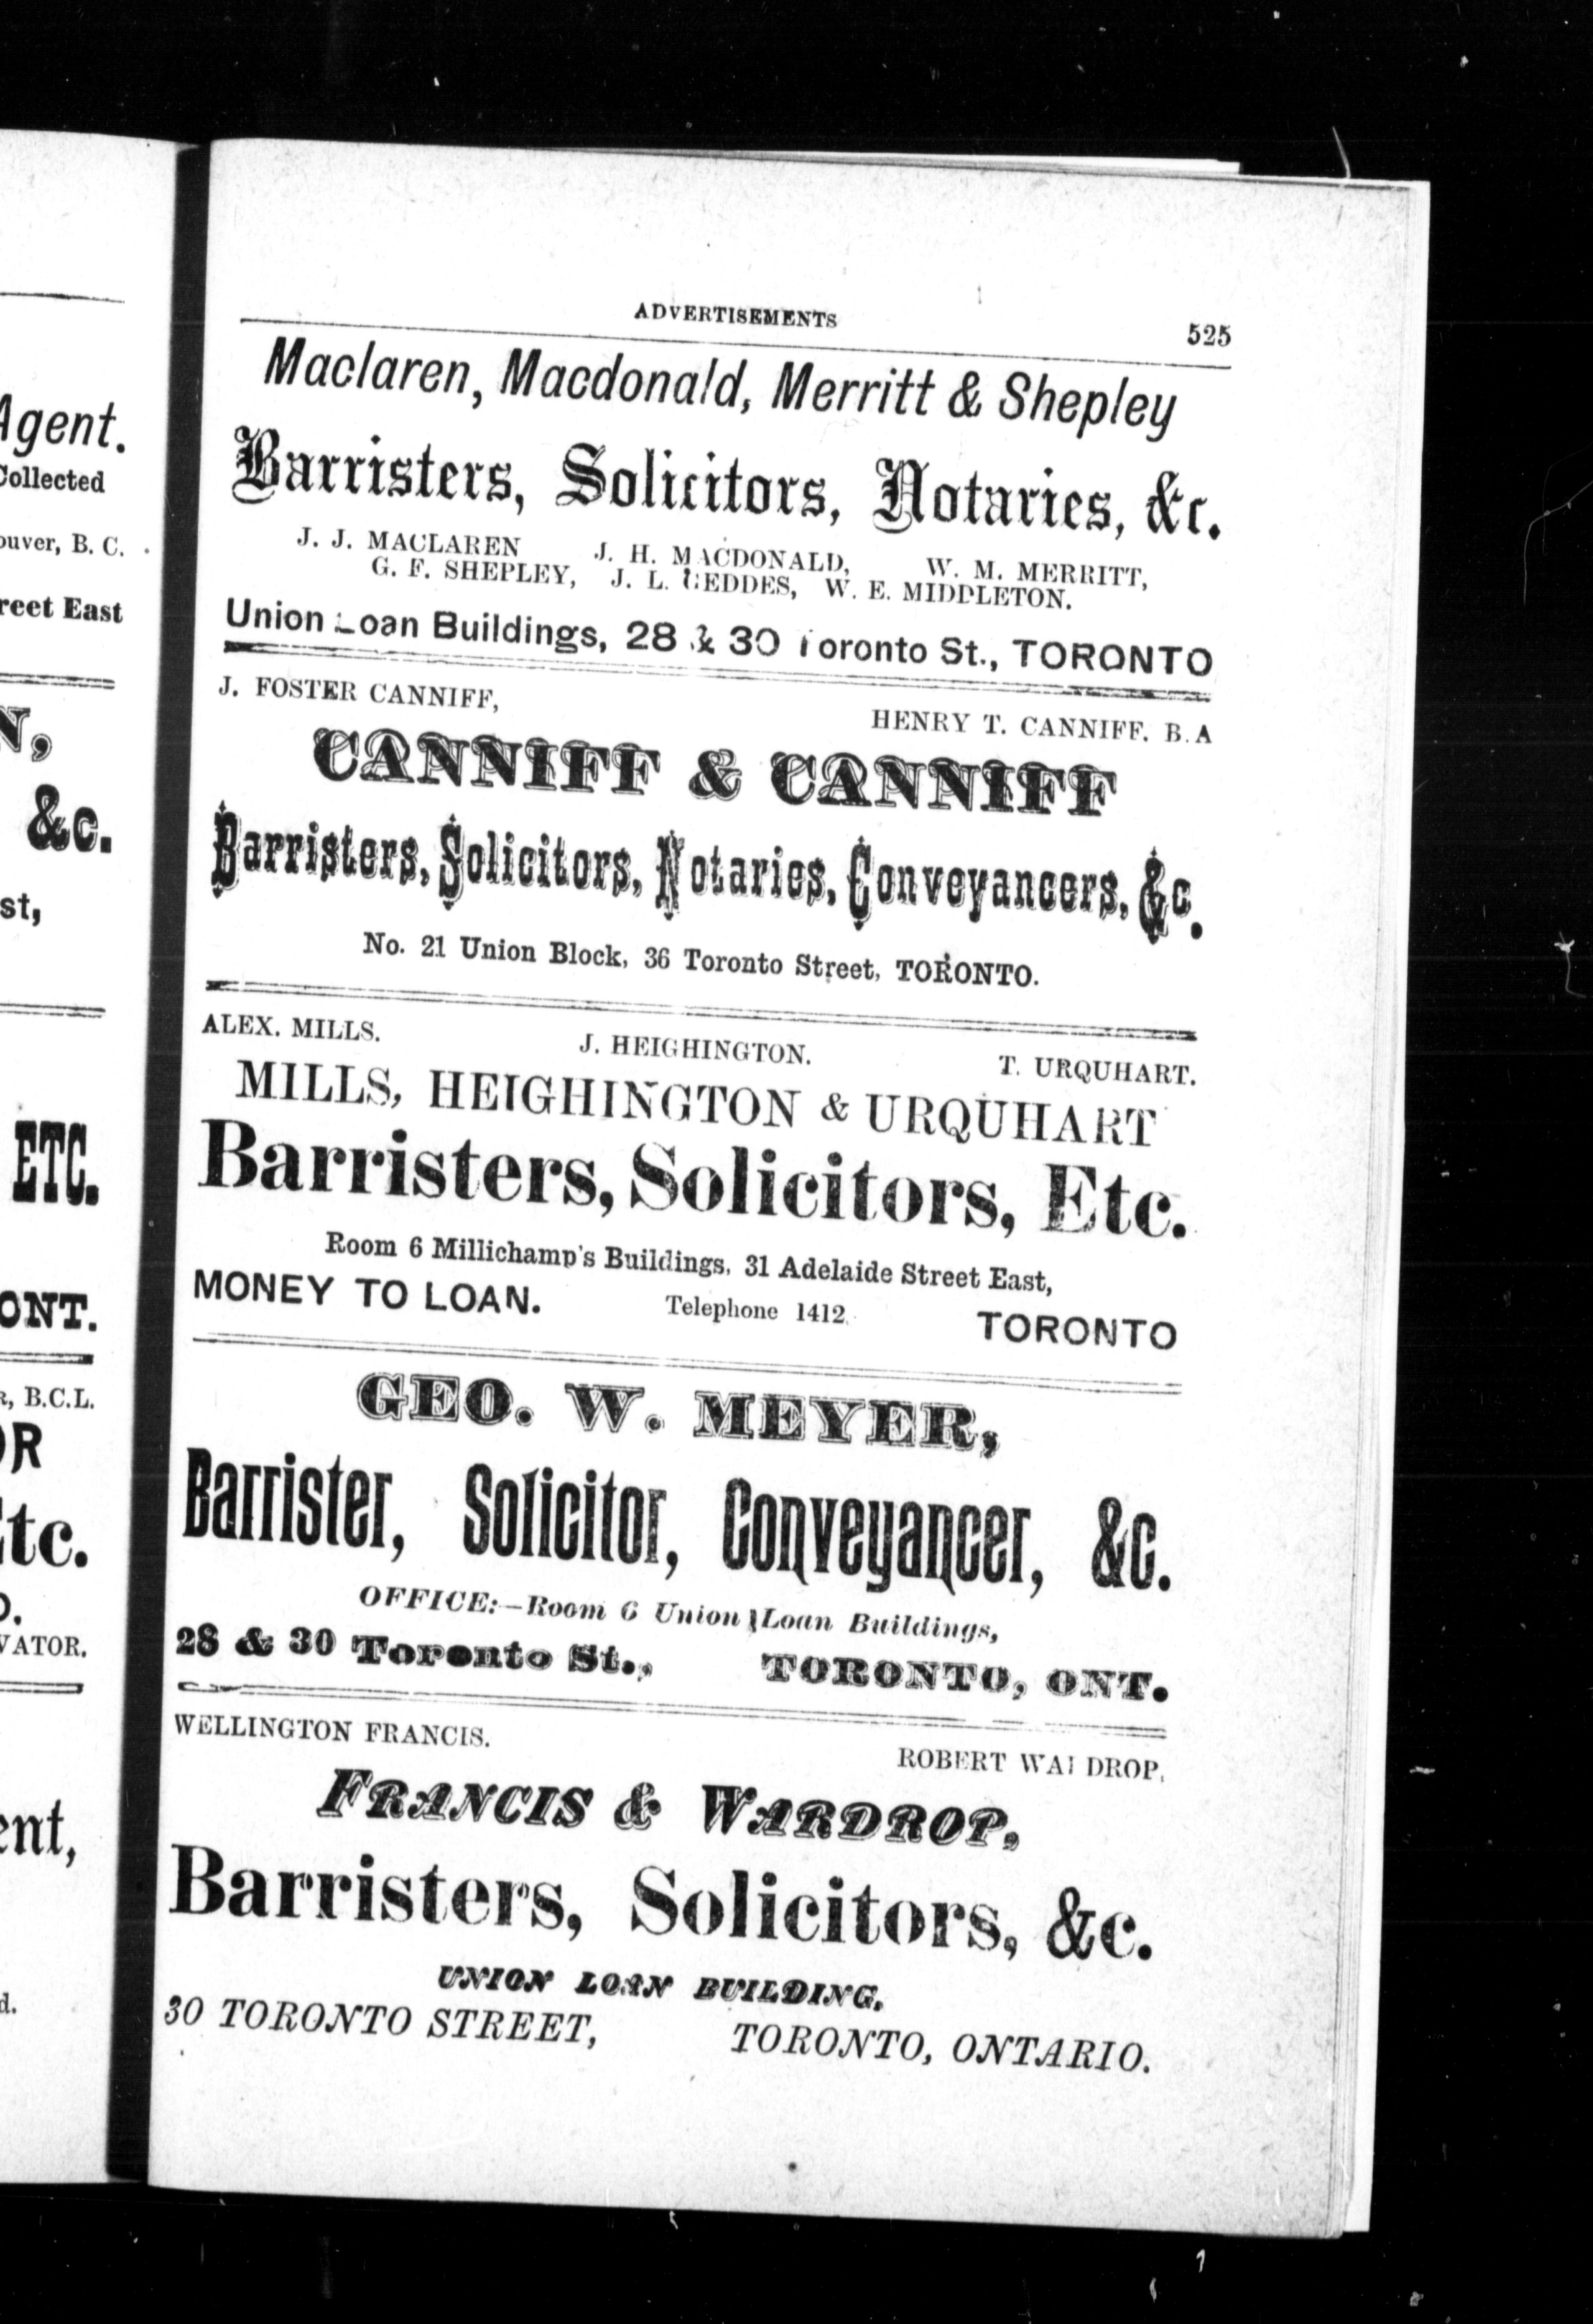 Agent.
Collected
ouver, B. C.
reet East
N,
&c.
st,
ETC.
ONT.
R, B.C.L.
OR
Etc.
O.
VATOR.
ent,
d.
ADVERTISEMENTS
525
Maclaren, Macdonald, Merritt & Shepley
Barristers, Solicitors, Notaries, &c.
J. J. MACLAREN J. H. MACDONALD, W. M. MERRITT,
G. F. SHEPLEY, J. L. GEDDES, W. E. MIDDLETON.
Union Loan Buildings, 28 & 30 Toronto St., TORONTO
J. FOSTER CANNIFF, HENRY T. CANNIFF. B.A
CANNIFF & CANNIFF
Barristers, Solicitors, Notaries, Conveyancers, &c.
No. 21 Union Block, 36 Toronto Street, TORONTO.
ALEX. MILLS. J. HEIGHINGTON. T. URQUHART.
MILLS, HEIGHINGTON & URQUHART
Barristers, Solicitors, Etc.
Room 6 Millichamp's Buildings, 31 Adelaide Street East,
MONEY TO LOAN. Telephone 1412. TORONTO
GEO. W. MEYER,
Barrister, Solicitor, Conveyancer, &c.
OFFICE:—Room 6 Union Loan Buildings,
28 & 30 Toronto St., TORONTO, ONT.
WELLINGTON FRANCIS. ROBERT WARDROP,
FRANCIS & WARDROP,
Barristers, Solicitors, &c.
UNION LOAN BUILDING.
30 TORONTO STREET, TORONTO, ONTARIO.